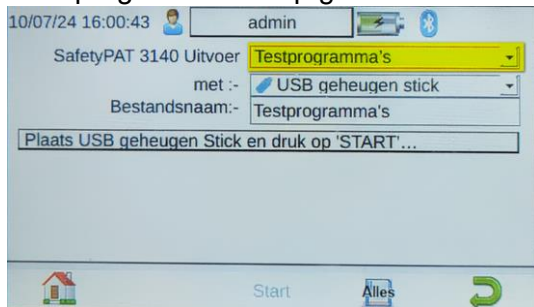 10/07/24 16:00:43 admin
SafetyPAT 3140 Uitvoer Testprogramma's
met :- USB geheugen stick
Bestandsnaam:- Testprogramma's
Plaats USB geheugen Stick en druk op 'START'...
Start Alles